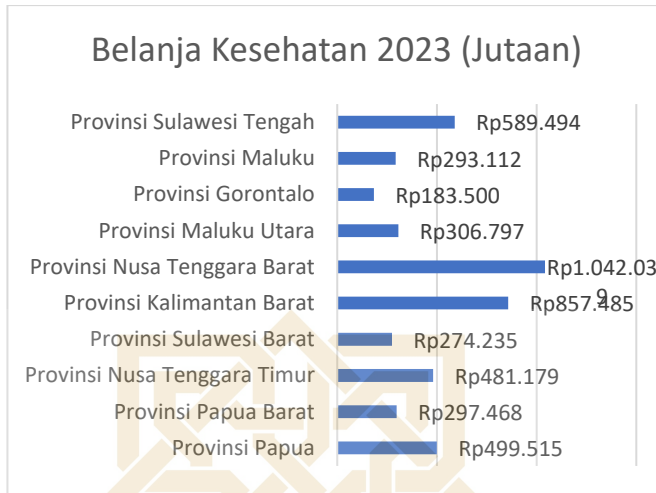 Belanja Kesehatan 2023 (Jutaan)
Provinsi Sulawesi Tengah Rp589.494
Provinsi Maluku Rp293.112
Provinsi Gorontalo Rp183.500
Provinsi Maluku Utara Rp306.797
Provinsi Nusa Tenggara Barat Rp1.042.03
9
Provinsi Kalimantan Barat Rp857.485
Provinsi Sulawesi Barat Rp274.235
Provinsi Nusa Tenggara Timur Rp481.179
Provinsi Papua Barat Rp297.468
Provinsi Papua Rp499.515